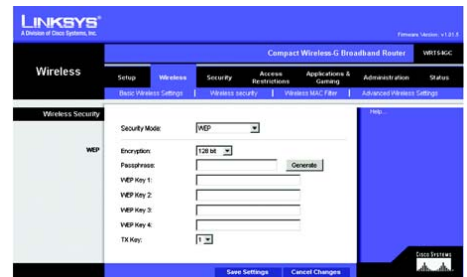 LINKSYS®
A Division of Cisco Systems, Inc.
Firmware Version: v1.01.5
Compact Wireless-G Broadband Router WRT54GC
Wireless
Setup Wireless Security Access Restrictions Applications & Gaming Administration Status
Basic Wireless Settings | Wireless security | Wireless MAC Filter | Advanced Wireless Settings
Wireless Security
Help...
Security Mode: WEP
WEP
Encryption: 128 bit
Passphrase: Generate
WEP Key 1:
WEP Key 2:
WEP Key 3:
WEP Key 4:
TX Key: 1
Save Settings Cancel Changes
Cisco Systems